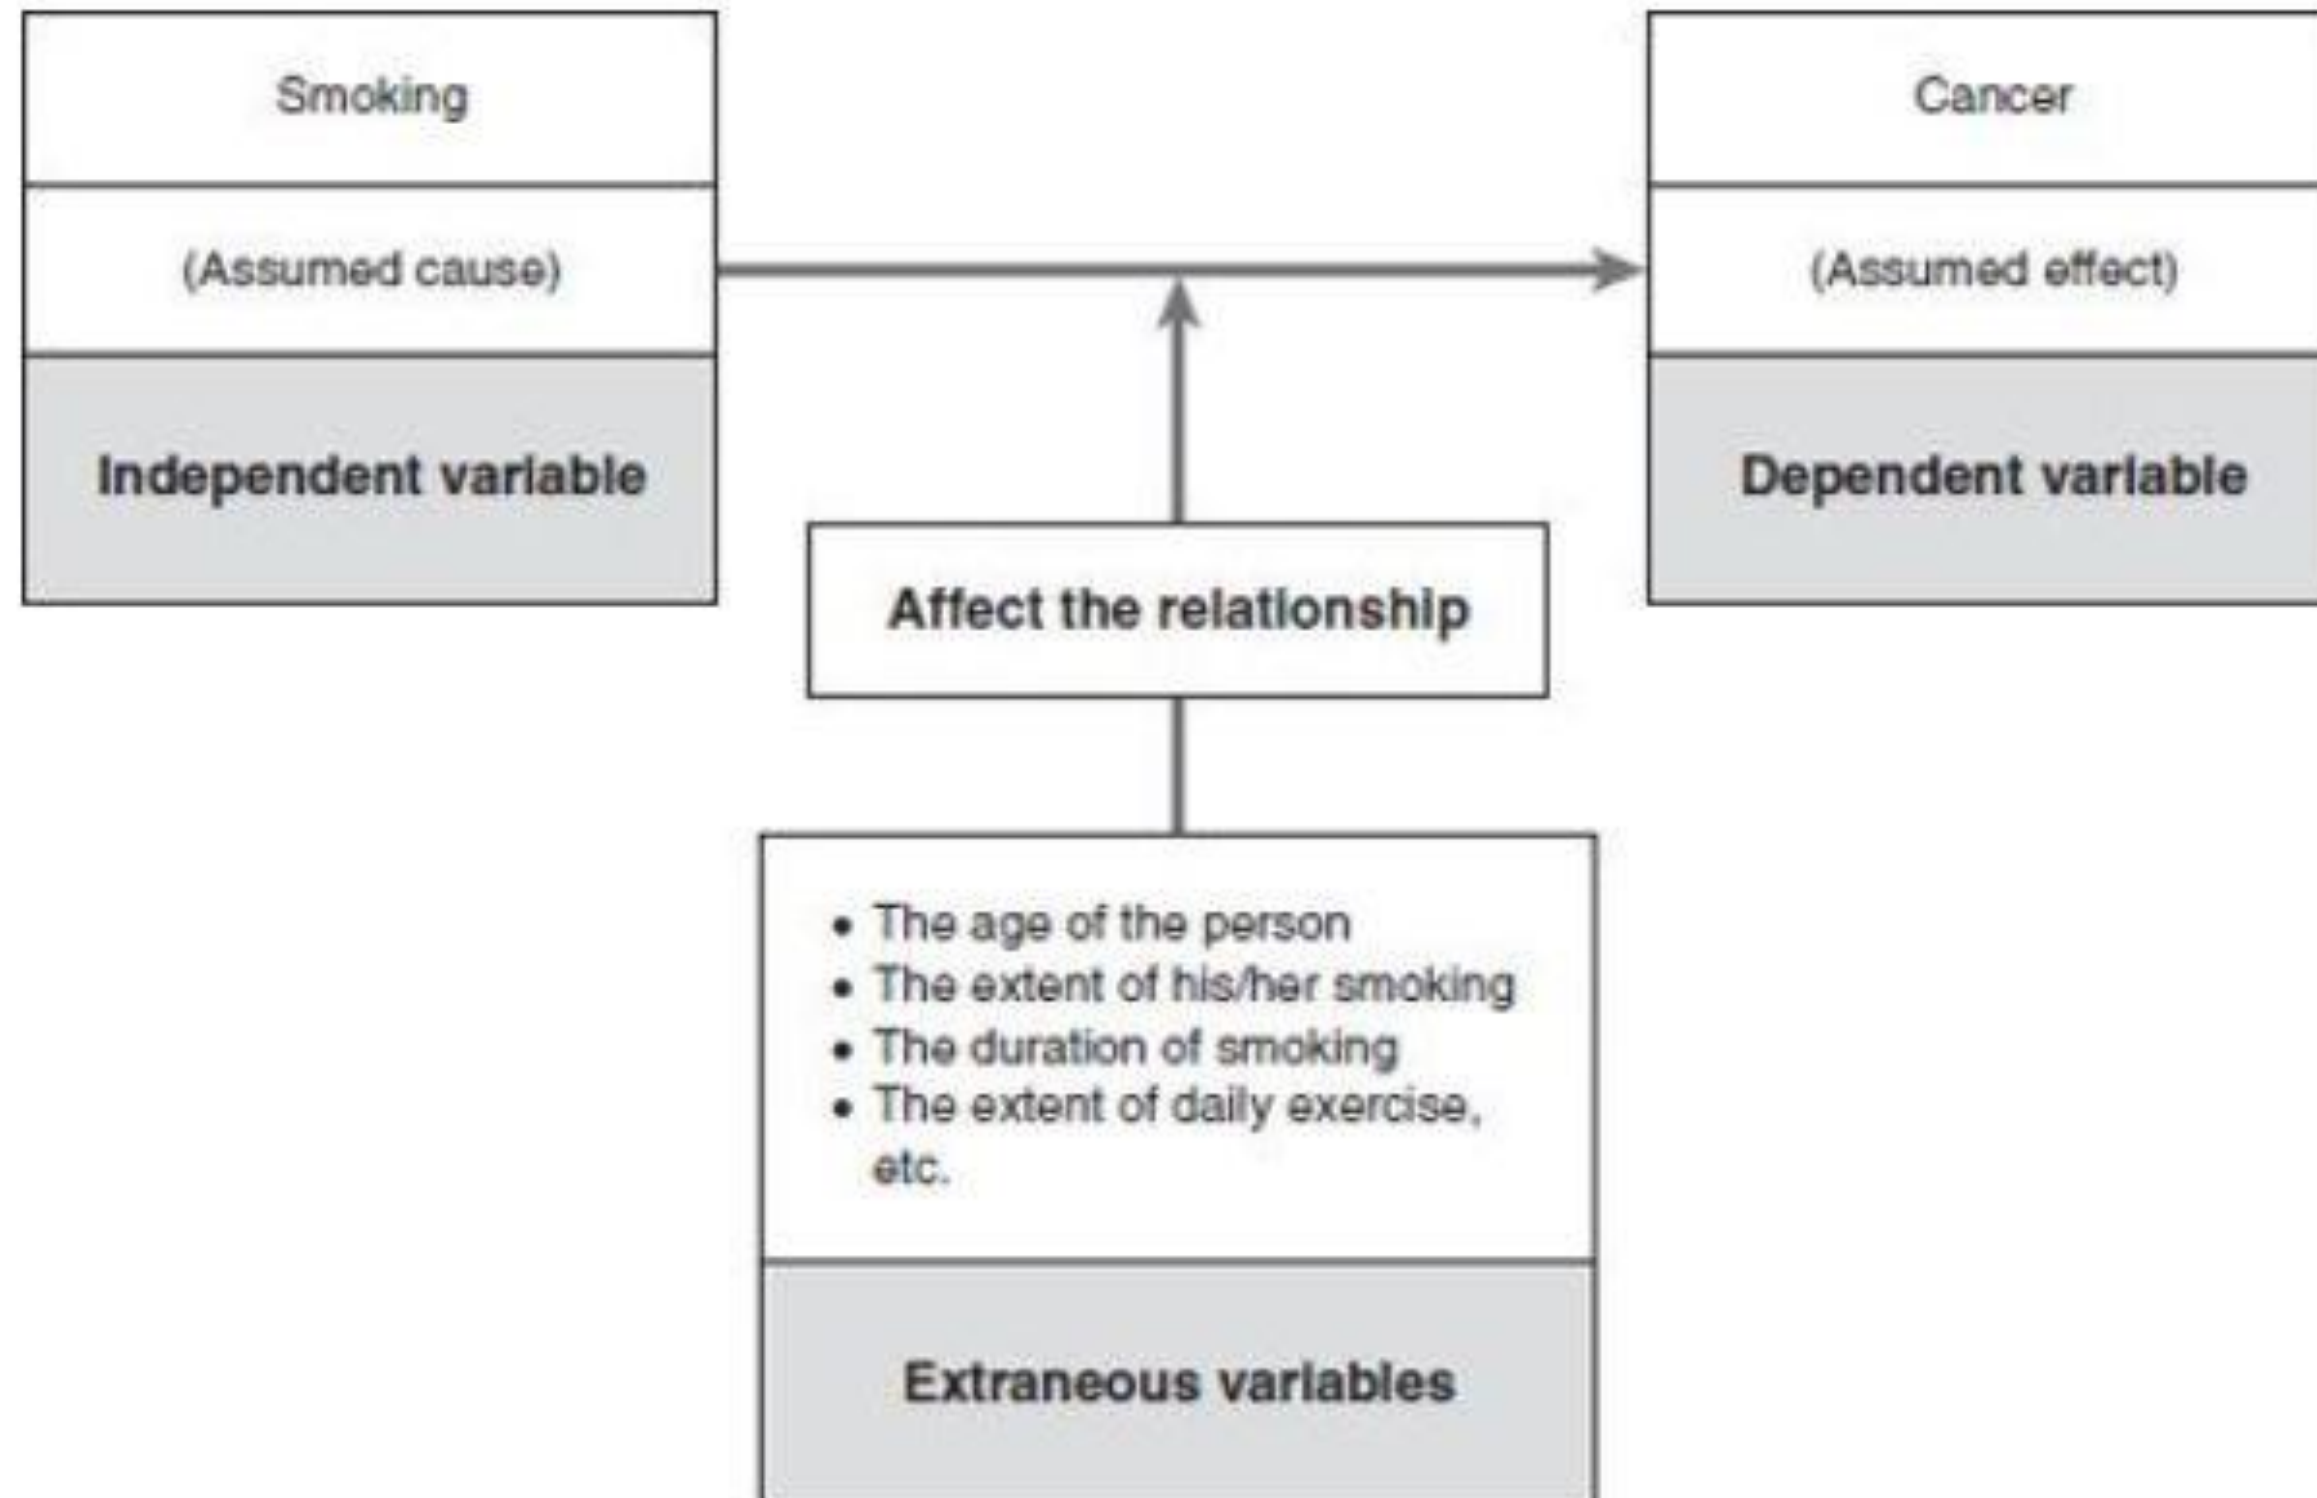 Smoking
(Assumed cause)
Independent variable
Cancer
(Assumed effect)
Dependent variable
Affect the relationship
• The age of the person
• The extent of his/her smoking
• The duration of smoking
• The extent of daily exercise,
etc.
Extraneous variables